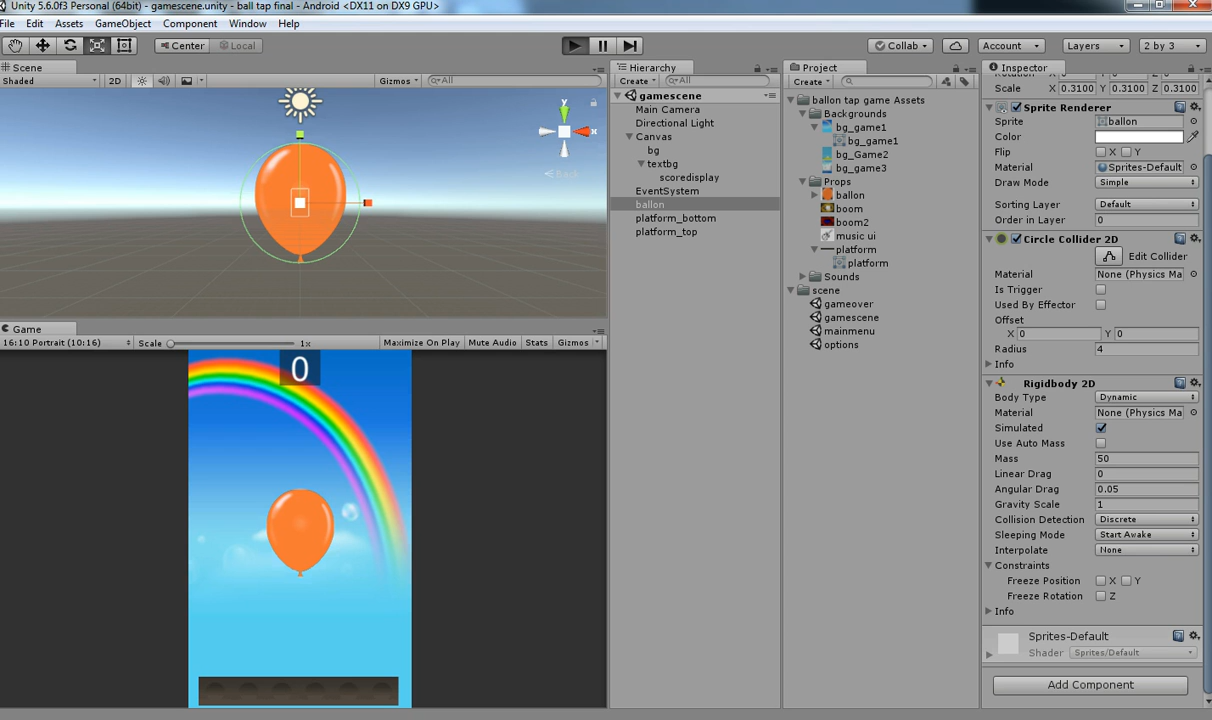 Unity 5.6.0f3 Personal (64bit) - gamescene.unity - ball tap final - Android <DX11 on DX9 GPU>
File Edit Assets GameObject Component Window Help
Center Local Collab Account Layers 2 by 3
Scene
Shaded 2D Gizmos All
y
x
Back
Game
16:10 Portrait (10:16) Scale 1x Maximize On Play Mute Audio Stats Gizmos
0
Hierarchy
Create All
gamescene
Main Camera
Directional Light
Canvas
bg
textbg
scoredisplay
EventSystem
ballon
platform_bottom
platform_top
Project
Create
ballon tap game Assets
Backgrounds
bg_game1
bg_game1
bg_Game2
bg_game3
Props
ballon
boom
boom2
music ui
platform
platform
Sounds
scene
gameover
gamescene
mainmenu
options
Inspector
Rotation X 0 Y 0 Z 0
Scale X 0.3100 Y 0.3100 Z 0.3100
Sprite Renderer
Sprite ballon
Color
Flip X Y
Material Sprites-Default
Draw Mode Simple
Sorting Layer Default
Order in Layer 0
Circle Collider 2D
Edit Collider
Material None (Physics Ma
Is Trigger
Used By Effector
Offset
X 0 Y 0
Radius 4
Info
Rigidbody 2D
Body Type Dynamic
Material None (Physics Ma
Simulated
Use Auto Mass
Mass 50
Linear Drag 0
Angular Drag 0.05
Gravity Scale 1
Collision Detection Discrete
Sleeping Mode Start Awake
Interpolate None
Constraints
Freeze Position X Y
Freeze Rotation Z
Info
Sprites-Default
Shader Sprites/Default
Add Component